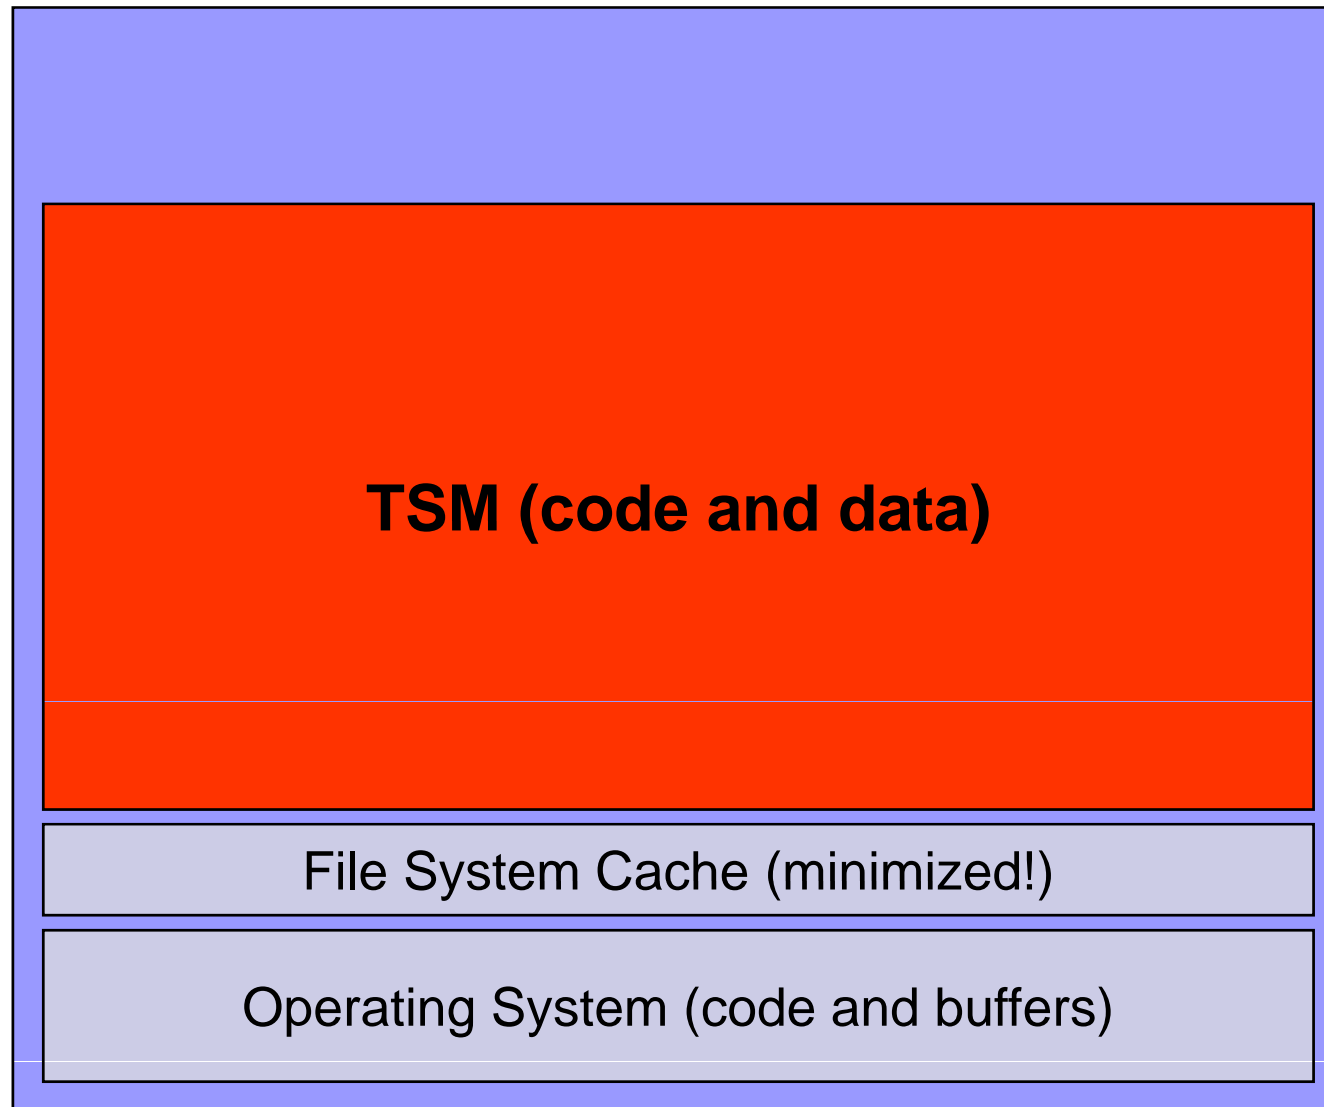 TSM (code and data)
File System Cache (minimized!)
Operating System (code and buffers)